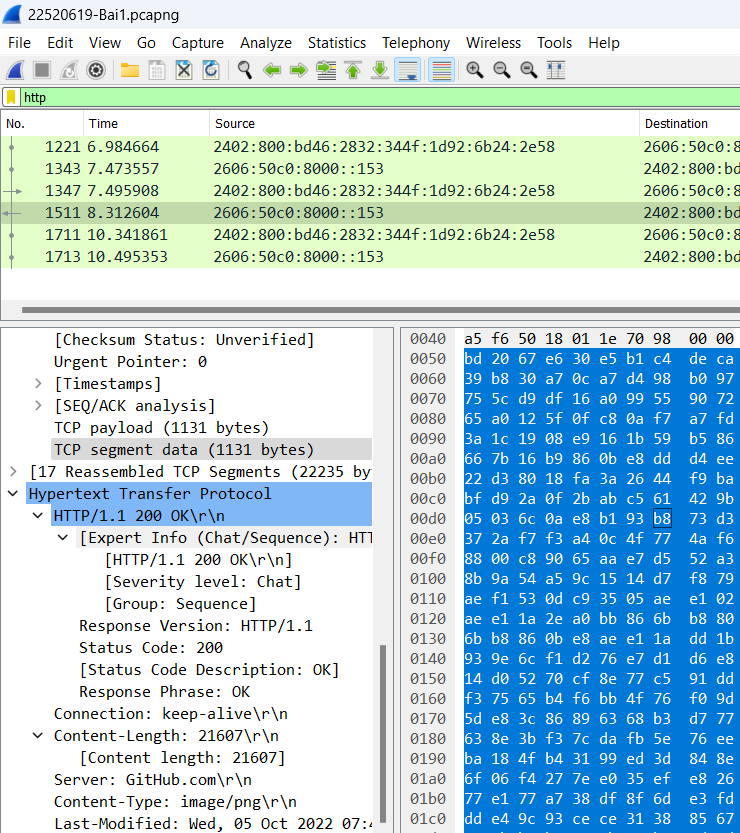 22520619-Bai1.pcapng
File Edit View Go Capture Analyze Statistics Telephony Wireless Tools Help
http
No. Time Source Destination
1221 6.984664 2402:800:bd46:2832:344f:1d92:6b24:2e58 2606:50c0:8
1343 7.473557 2606:50c0:8000::153 2402:800:bd
1347 7.495908 2402:800:bd46:2832:344f:1d92:6b24:2e58 2606:50c0:8
1511 8.312604 2606:50c0:8000::153 2402:800:bd
1711 10.341861 2402:800:bd46:2832:344f:1d92:6b24:2e58 2606:50c0:8
1713 10.495353 2606:50c0:8000::153 2402:800:bd
[Checksum Status: Unverified]
Urgent Pointer: 0
[Timestamps]
[SEQ/ACK analysis]
TCP payload (1131 bytes)
TCP segment data (1131 bytes)
[17 Reassembled TCP Segments (22235 by
Hypertext Transfer Protocol
HTTP/1.1 200 OK\r\n
[Expert Info (Chat/Sequence): HTT
[HTTP/1.1 200 OK\r\n]
[Severity level: Chat]
[Group: Sequence]
Response Version: HTTP/1.1
Status Code: 200
[Status Code Description: OK]
Response Phrase: OK
Connection: keep-alive\r\n
Content-Length: 21607\r\n
[Content length: 21607]
Server: GitHub.com\r\n
Content-Type: image/png\r\n
Last-Modified: Wed, 05 Oct 2022 07:4
0040 a5 f6 50 18 01 1e 70 98 00 00
0050 bd 20 67 e6 30 e5 b1 c4 de ca
0060 39 b8 30 a7 0c a7 d4 98 b0 97
0070 75 5c d9 df 16 a0 99 55 90 72
0080 65 a0 12 5f 0f c8 0a f7 a7 fd
0090 3a 1c 19 08 e9 16 1b 59 b5 86
00a0 66 7b 16 b9 86 0b e8 dd d4 ee
00b0 22 d3 80 18 fa 3a 26 44 f9 ba
00c0 bf d9 2a 0f 2b ab c5 61 42 9b
00d0 05 03 6c 0a e8 b1 93 b8 73 d3
00e0 37 2a f7 f3 a4 0c 4f 77 4a f6
00f0 88 00 c8 90 65 aa e7 d5 52 a3
0100 8b 9a 54 a5 9c 15 14 d7 f8 79
0110 ae f1 53 0d c9 35 05 ae e1 02
0120 ae e1 1a 2e a0 bb 86 6b b8 80
0130 6b b8 86 0b e8 ae e1 1a dd 1b
0140 93 9e 6c f1 d2 76 e7 d1 d6 e8
0150 14 d0 52 70 cf 8e 77 c5 91 dd
0160 f3 75 65 b4 f6 bb 4f 76 f0 9d
0170 5d e8 3c 86 89 63 68 b3 d7 77
0180 63 8e 3b f3 7c da fb 5e 76 ee
0190 ba 18 4f b4 31 99 ed 3d 84 8e
01a0 6f 06 f4 27 7e e0 35 ef e8 26
01b0 77 e1 77 a7 38 df 8f 6d e3 fd
01c0 dd e4 9c 93 ce ce 31 38 85 67